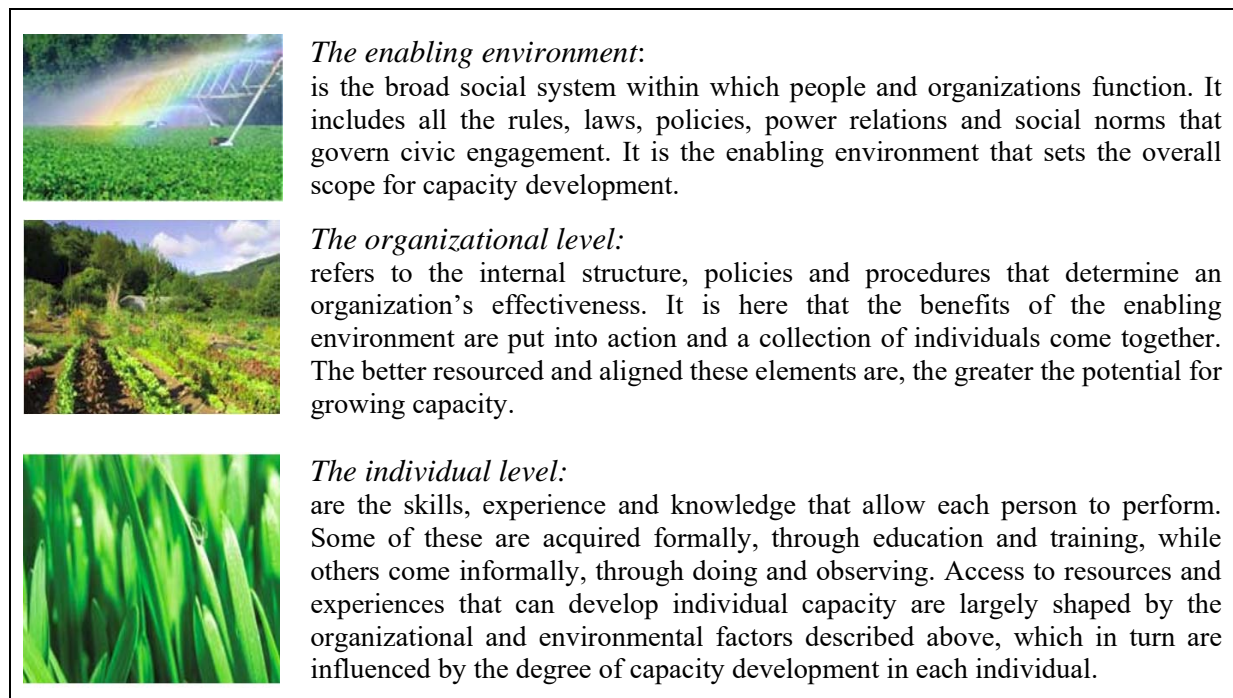 The enabling environment:
is the broad social system within which people and organizations function. It
includes all the rules, laws, policies, power relations and social norms that
govern civic engagement. It is the enabling environment that sets the overall
scope for capacity development.
The organizational level:
refers to the internal structure, policies and procedures that determine an
organization’s effectiveness. It is here that the benefits of the enabling
environment are put into action and a collection of individuals come together.
The better resourced and aligned these elements are, the greater the potential for
growing capacity.
The individual level:
are the skills, experience and knowledge that allow each person to perform.
Some of these are acquired formally, through education and training, while
others come informally, through doing and observing. Access to resources and
experiences that can develop individual capacity are largely shaped by the
organizational and environmental factors described above, which in turn are
influenced by the degree of capacity development in each individual.